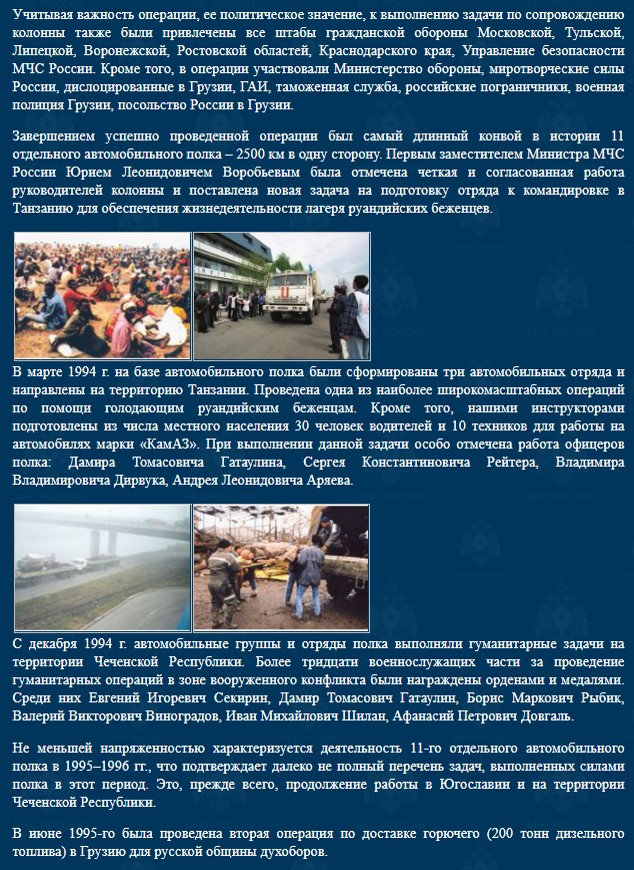 Учитывая важность операции, ее политическое значение, к выполнению задачи по сопровождению
колонны также были привлечены все штабы гражданской обороны Московской, Тульской,
Липецкой, Воронежской, Ростовской областей, Краснодарского края, Управление безопасности
МЧС России. Кроме того, в операции участвовали Министерство обороны, миротворческие силы
России, дислоцированные в Грузии, ГАИ, таможенная служба, российские пограничники, военная
полиция Грузии, посольство России в Грузии.
Завершением успешно проведенной операции был самый длинный конвой в истории 11
отдельного автомобильного полка – 2500 км в одну сторону. Первым заместителем Министра МЧС
России Юрием Леонидовичем Воробьевым была отмечена четкая и согласованная работа
руководителей колонны и поставлена новая задача на подготовку отряда к командировке в
Танзанию для обеспечения жизнедеятельности лагеря руандийских беженцев.
В марте 1994 г. на базе автомобильного полка были сформированы три автомобильных отряда и
направлены на территорию Танзании. Проведена одна из наиболее широкомасштабных операций
по помощи голодающим руандийским беженцам. Кроме того, нашими инструкторами
подготовлены из числа местного населения 30 человек водителей и 10 техников для работы на
автомобилях марки «КамАЗ». При выполнении данной задачи особо отмечена работа офицеров
полка: Дамира Томасовича Гатаулина, Сергея Константиновича Рейтера, Владимира
Владимировича Дирвука, Андрея Леонидовича Аряева.
С декабря 1994 г. автомобильные группы и отряды полка выполняли гуманитарные задачи на
территории Чеченской Республики. Более тридцати военнослужащих части за проведение
гуманитарных операций в зоне вооруженного конфликта были награждены орденами и медалями.
Среди них Евгений Игоревич Секирин, Дамир Томасович Гатаулин, Борис Маркович Рыбик,
Валерий Викторович Виноградов, Иван Михайлович Шилан, Афанасий Петрович Довгаль.
Не меньшей напряженностью характеризуется деятельность 11-го отдельного автомобильного
полка в 1995–1996 гг., что подтверждает далеко не полный перечень задач, выполненных силами
полка в этот период. Это, прежде всего, продолжение работы в Югославии и на территории
Чеченской Республики.
В июне 1995-го была проведена вторая операция по доставке горючего (200 тонн дизельного
топлива) в Грузию для русской общины духоборов.